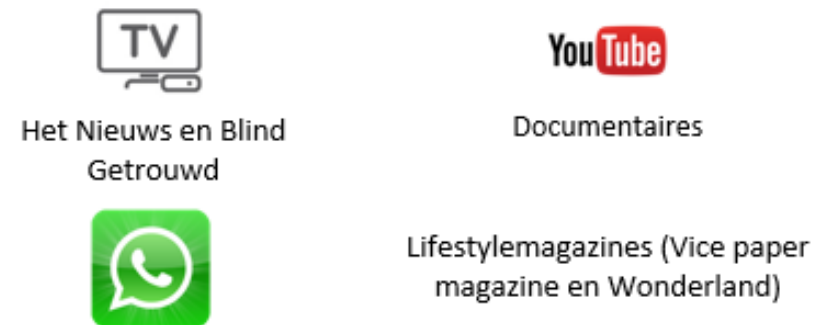 TV
YouTube
Het Nieuws en Blind
Getrouwd
Documentaires
Lifestylemagazines (Vice paper
magazine en Wonderland)